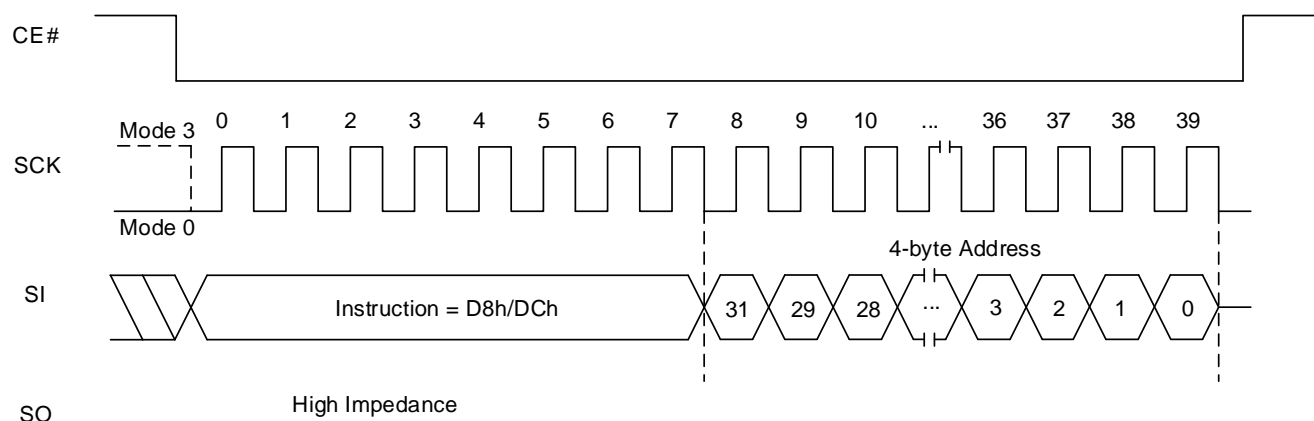 CE#
Mode 3
0 1 2 3 4 5 6 7 8 9 10 ... 36 37 38 39
SCK
Mode 0
4-byte Address
SI
Instruction = D8h/DCh 31 29 28 ... 3 2 1 0
High Impedance
SO